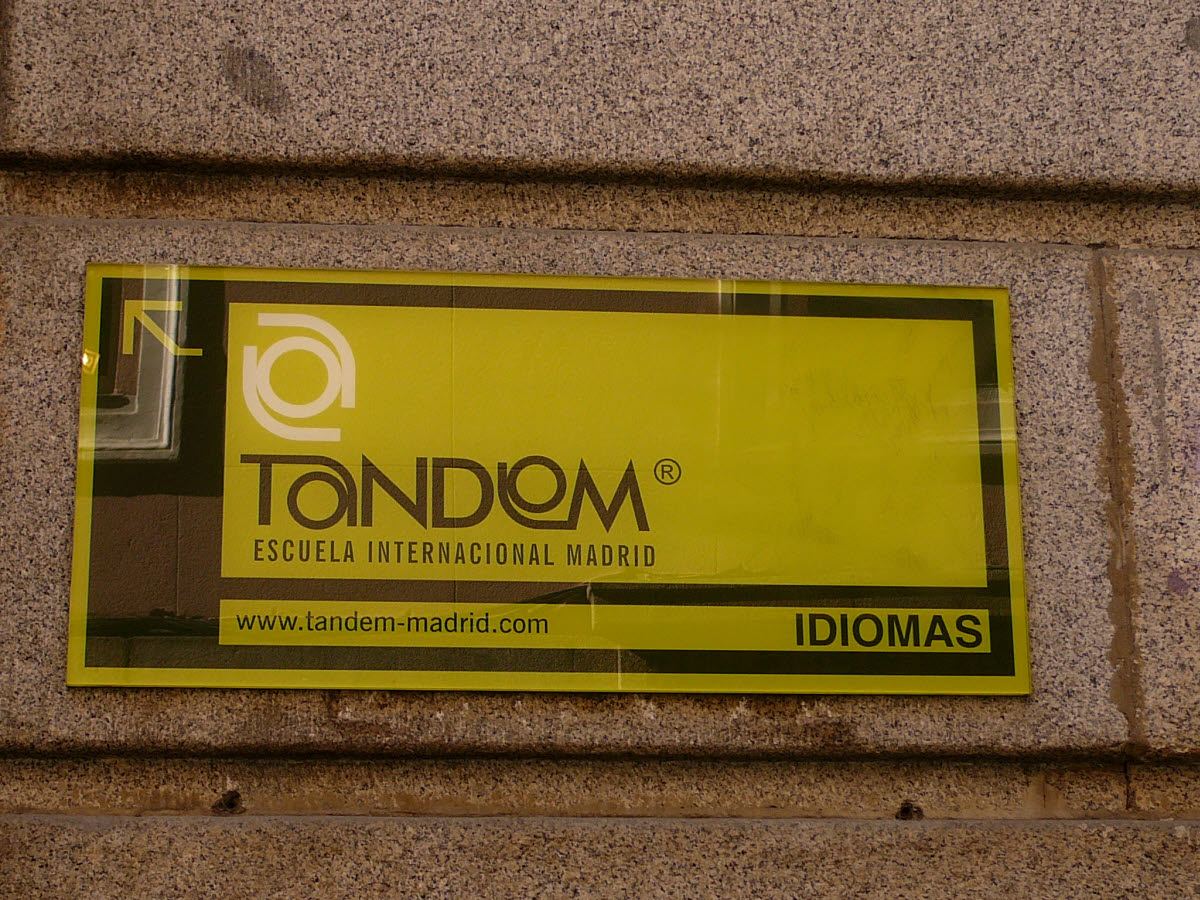 TANDEM®
ESCUELA INTERNACIONAL MADRID
www.tandem-madrid.com
IDIOMAS